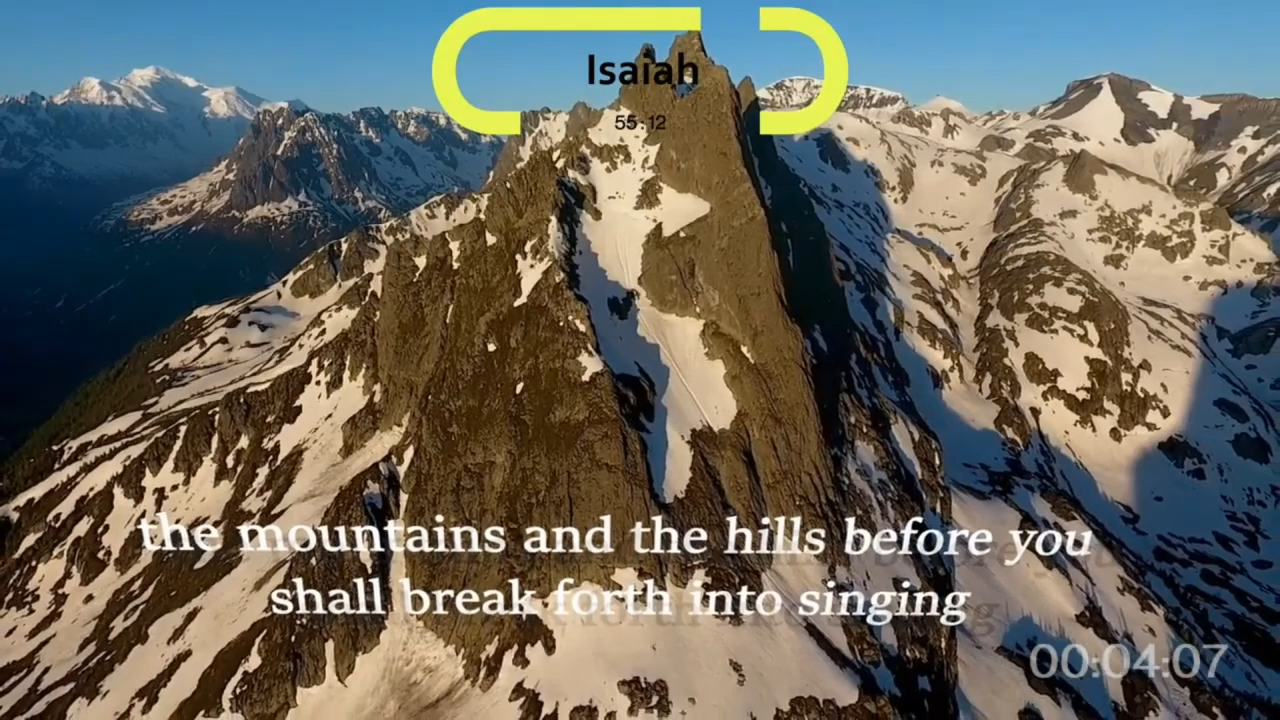 Isaiah
55:12
the mountains and the hills before you
shall break forth into singing
00:04:07